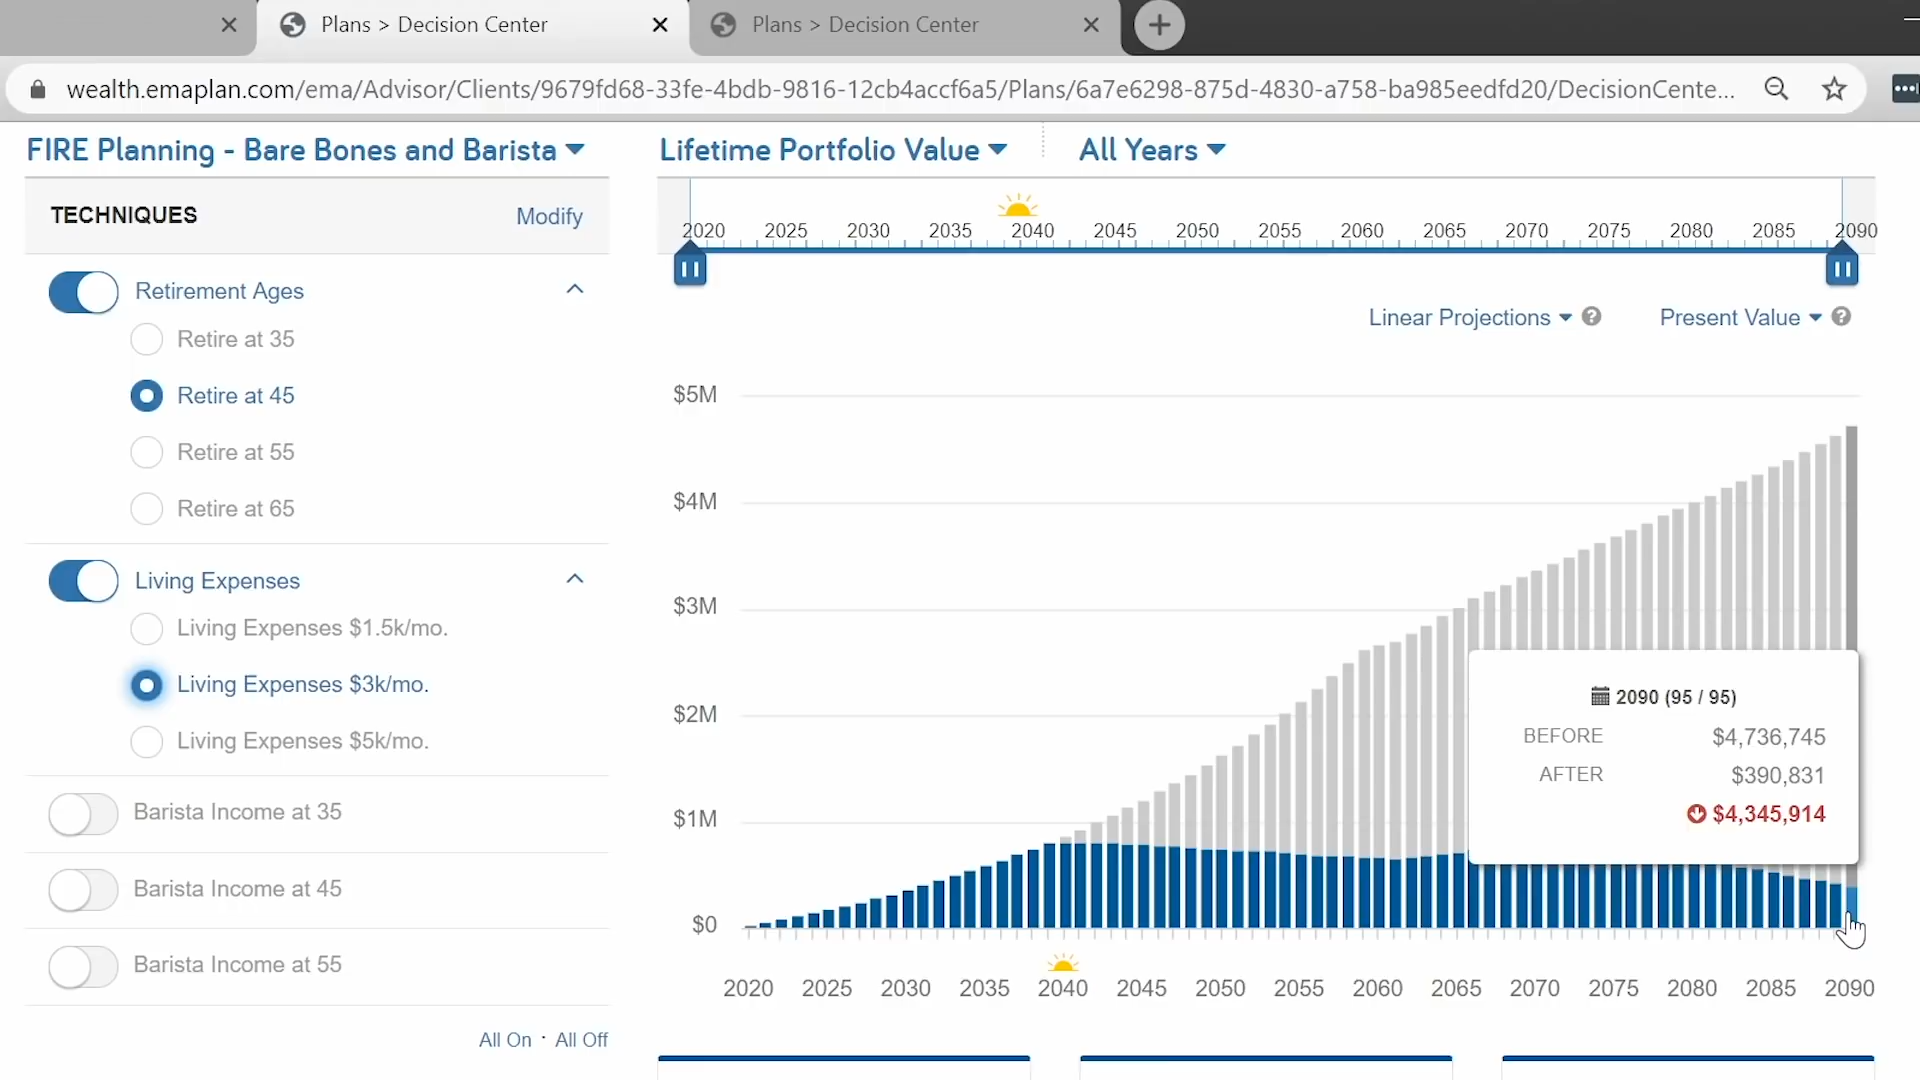 Plans > Decision Center
Plans > Decision Center
wealth.emaplan.com/ema/Advisor/Clients/9679fd68-33fe-4bdb-9816-12cb4accf6a5/Plans/6a7e6298-875d-4830-a758-ba985eedfd20/DecisionCente...
FIRE Planning - Bare Bones and Barista
Lifetime Portfolio Value
All Years
TECHNIQUES
Modify
2020 2025 2030 2035 2040 2045 2050 2055 2060 2065 2070 2075 2080 2085 2090
Retirement Ages
Retire at 35
Retire at 45
Retire at 55
Retire at 65
Living Expenses
Living Expenses $1.5k/mo.
Living Expenses $3k/mo.
Living Expenses $5k/mo.
Barista Income at 35
Barista Income at 45
Barista Income at 55
All On · All Off
Linear Projections ?
Present Value ?
$5M
$4M
$3M
$2M
$1M
$0
2090 (95 / 95)
BEFORE $4,736,745
AFTER $390,831
$4,345,914
2020 2025 2030 2035 2040 2045 2050 2055 2060 2065 2070 2075 2080 2085 2090